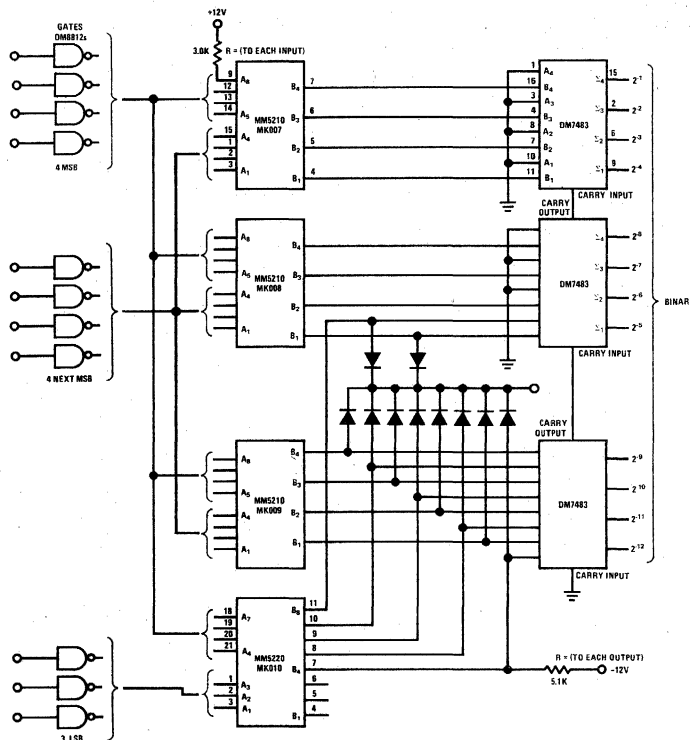 +12V
GATES
DM8812s
3.0K
R = (TO EACH INPUT)
4 MSB
9 A8
12
13
14 A5
15 A4
1
2
3 A1
MM5210
MK007
B4 7
B3 6
B2 5
B1 4
1 A4
16 B4
3 A3
4 B3
8 A2
7 B2
10 A1
11 B1
DM7483
Σ4 15 2-1
Σ3 2 2-2
Σ2 6 2-3
Σ1 9 2-4
CARRY INPUT
CARRY
OUTPUT
4 NEXT MSB
A8
A5
A4
A1
MM5210
MK008
B4
B3
B2
B1
DM7483
Σ4 2-8
Σ3 2-7
Σ2 2-6
Σ1 2-5
CARRY INPUT
BINAR
CARRY
OUTPUT
A8
A5
A4
A1
MM5210
MK009
B4
B3
B2
B1
DM7483
2-9
2-10
2-11
2-12
CARRY INPUT
3 LSB
18 A7
19
20
21 A4
1 A3
2 A2
3 A1
MM5220
MK010
B8 11
10
9
8
B4 7
6
5
B1 4
R = (TO EACH OUTPUT)
5.1K
-12V